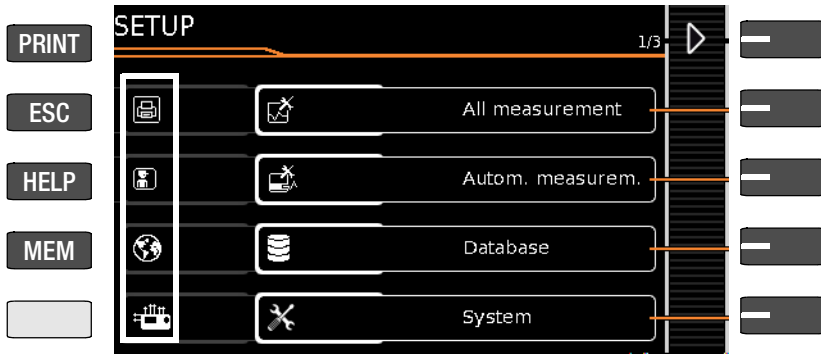 SETUP
1/3
PRINT
ESC
All measurement
HELP
Autom. measurem.
MEM
Database
System